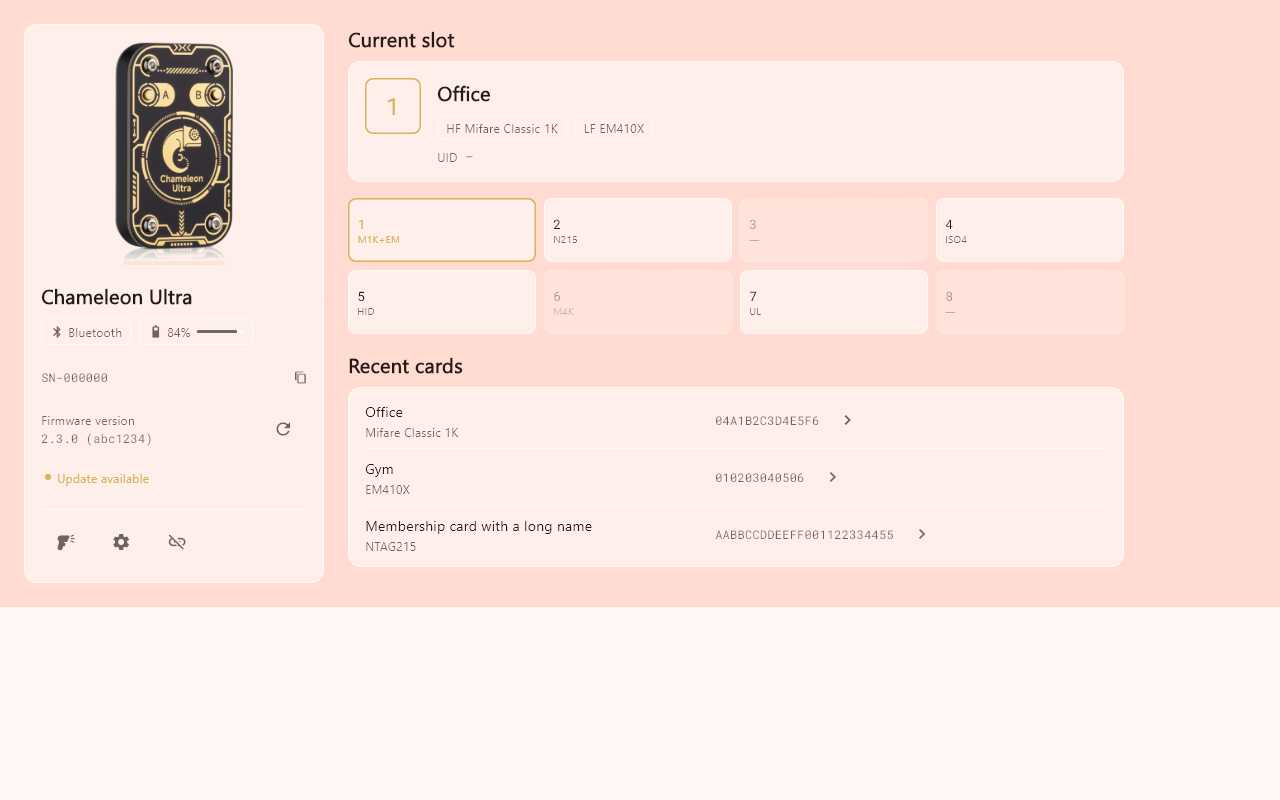 A B
Chameleon
Ultra
Chameleon Ultra
Bluetooth
84%
SN-000000
Firmware version
2.3.0 (abc1234)
Update available
Current slot
1
Office
HF Mifare Classic 1K
LF EM410X
UID –
1
M1K+EM
2
N215
3
—
4
ISO4
5
HID
6
M4K
7
UL
8
—
Recent cards
Office
Mifare Classic 1K
04A1B2C3D4E5F6
Gym
EM410X
010203040506
Membership card with a long name
NTAG215
AABBCCDDEEFF001122334455